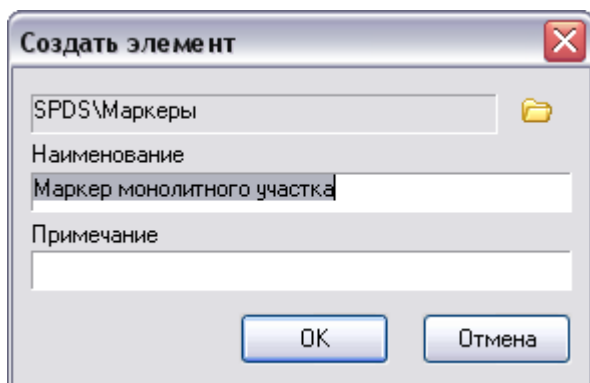 Создать элемент
SPDS\Маркеры
Наименование
Маркер монолитного участка
Примечание
OK
Отмена